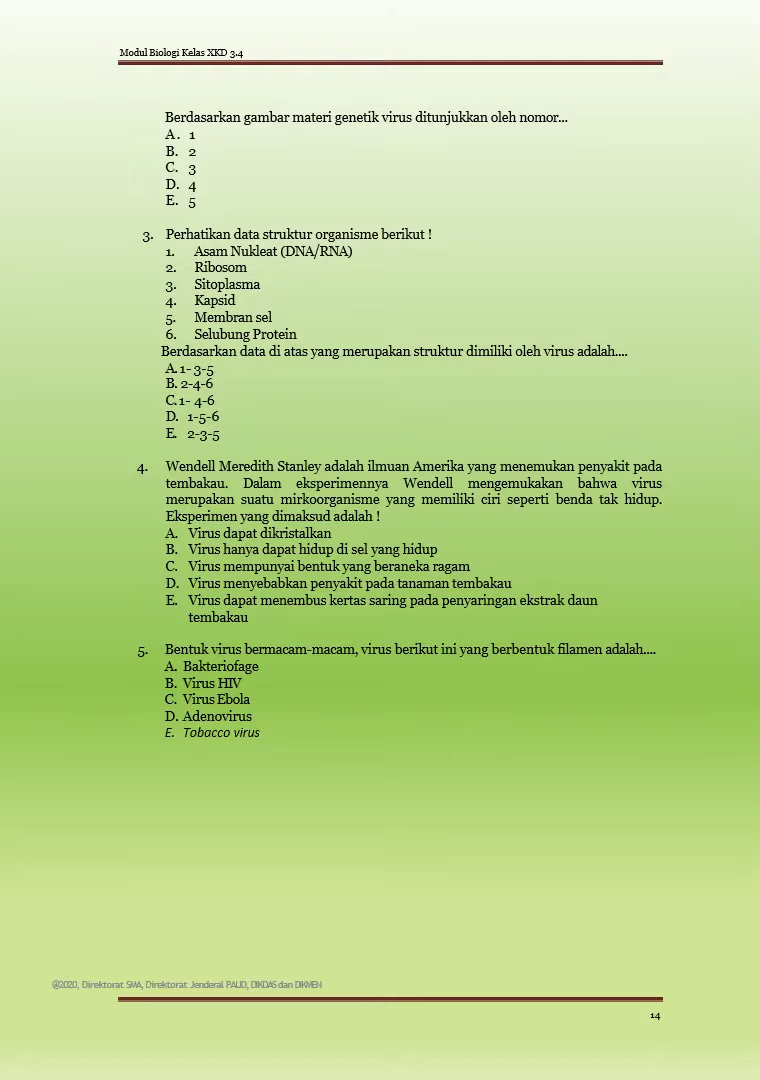 Modul Biologi Kelas XKD 3.4
Berdasarkan gambar materi genetik virus ditunjukkan oleh nomor...
A. 1
B. 2
C. 3
D. 4
E. 5
3. Perhatikan data struktur organisme berikut !
1. Asam Nukleat (DNA/RNA)
2. Ribosom
3. Sitoplasma
4. Kapsid
5. Membran sel
6. Selubung Protein
Berdasarkan data di atas yang merupakan struktur dimiliki oleh virus adalah....
A. 1- 3-5
B. 2-4-6
C. 1- 4-6
D. 1-5-6
E. 2-3-5
4. Wendell Meredith Stanley adalah ilmuan Amerika yang menemukan penyakit pada
tembakau. Dalam eksperimennya Wendell mengemukakan bahwa virus
merupakan suatu mirkoorganisme yang memiliki ciri seperti benda tak hidup.
Eksperimen yang dimaksud adalah !
A. Virus dapat dikristalkan
B. Virus hanya dapat hidup di sel yang hidup
C. Virus mempunyai bentuk yang beraneka ragam
D. Virus menyebabkan penyakit pada tanaman tembakau
E. Virus dapat menembus kertas saring pada penyaringan ekstrak daun
tembakau
5. Bentuk virus bermacam-macam, virus berikut ini yang berbentuk filamen adalah....
A. Bakteriofage
B. Virus HIV
C. Virus Ebola
D. Adenovirus
E. Tobacco virus
@2020, Direktorat SMA, Direktorat Jenderal PAUD, DIKDAS dan DIKMEN
14